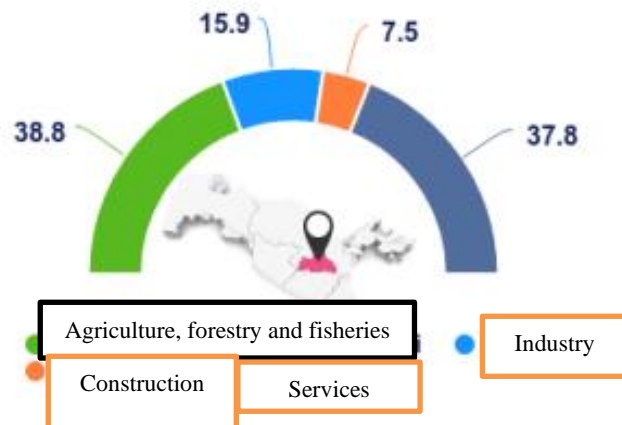 15.9
7.5
38.8
37.8
Agriculture, forestry and fisheries
Industry
Construction
Services